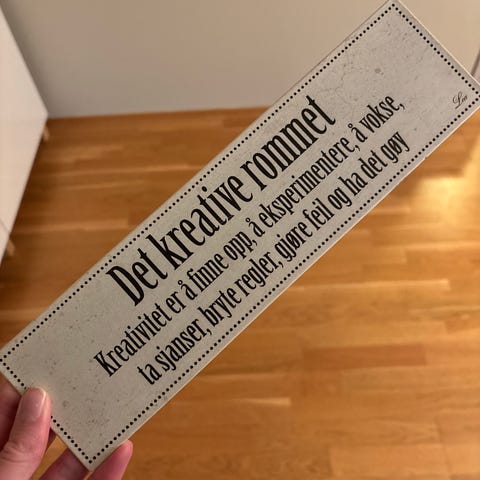 Det kreative rommet
Kreativitet er å finne opp, å eksperimentere, å vokse,
ta sjanser, bryte regler, gjøre feil og ha det gøy